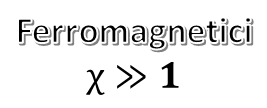 Ferromagnetici
χ ≫ 1